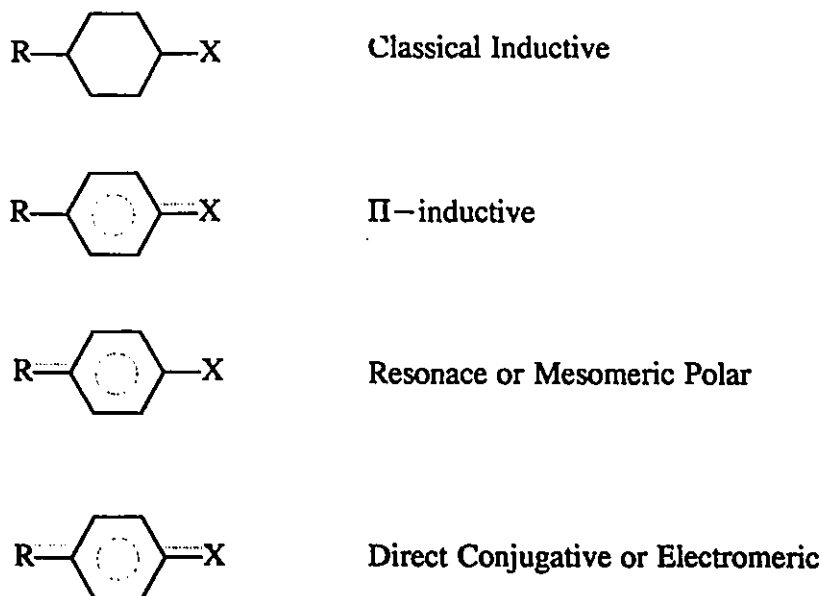 R X Classical Inductive
R X Π-inductive
R X Resonace or Mesomeric Polar
R X Direct Conjugative or Electromeric